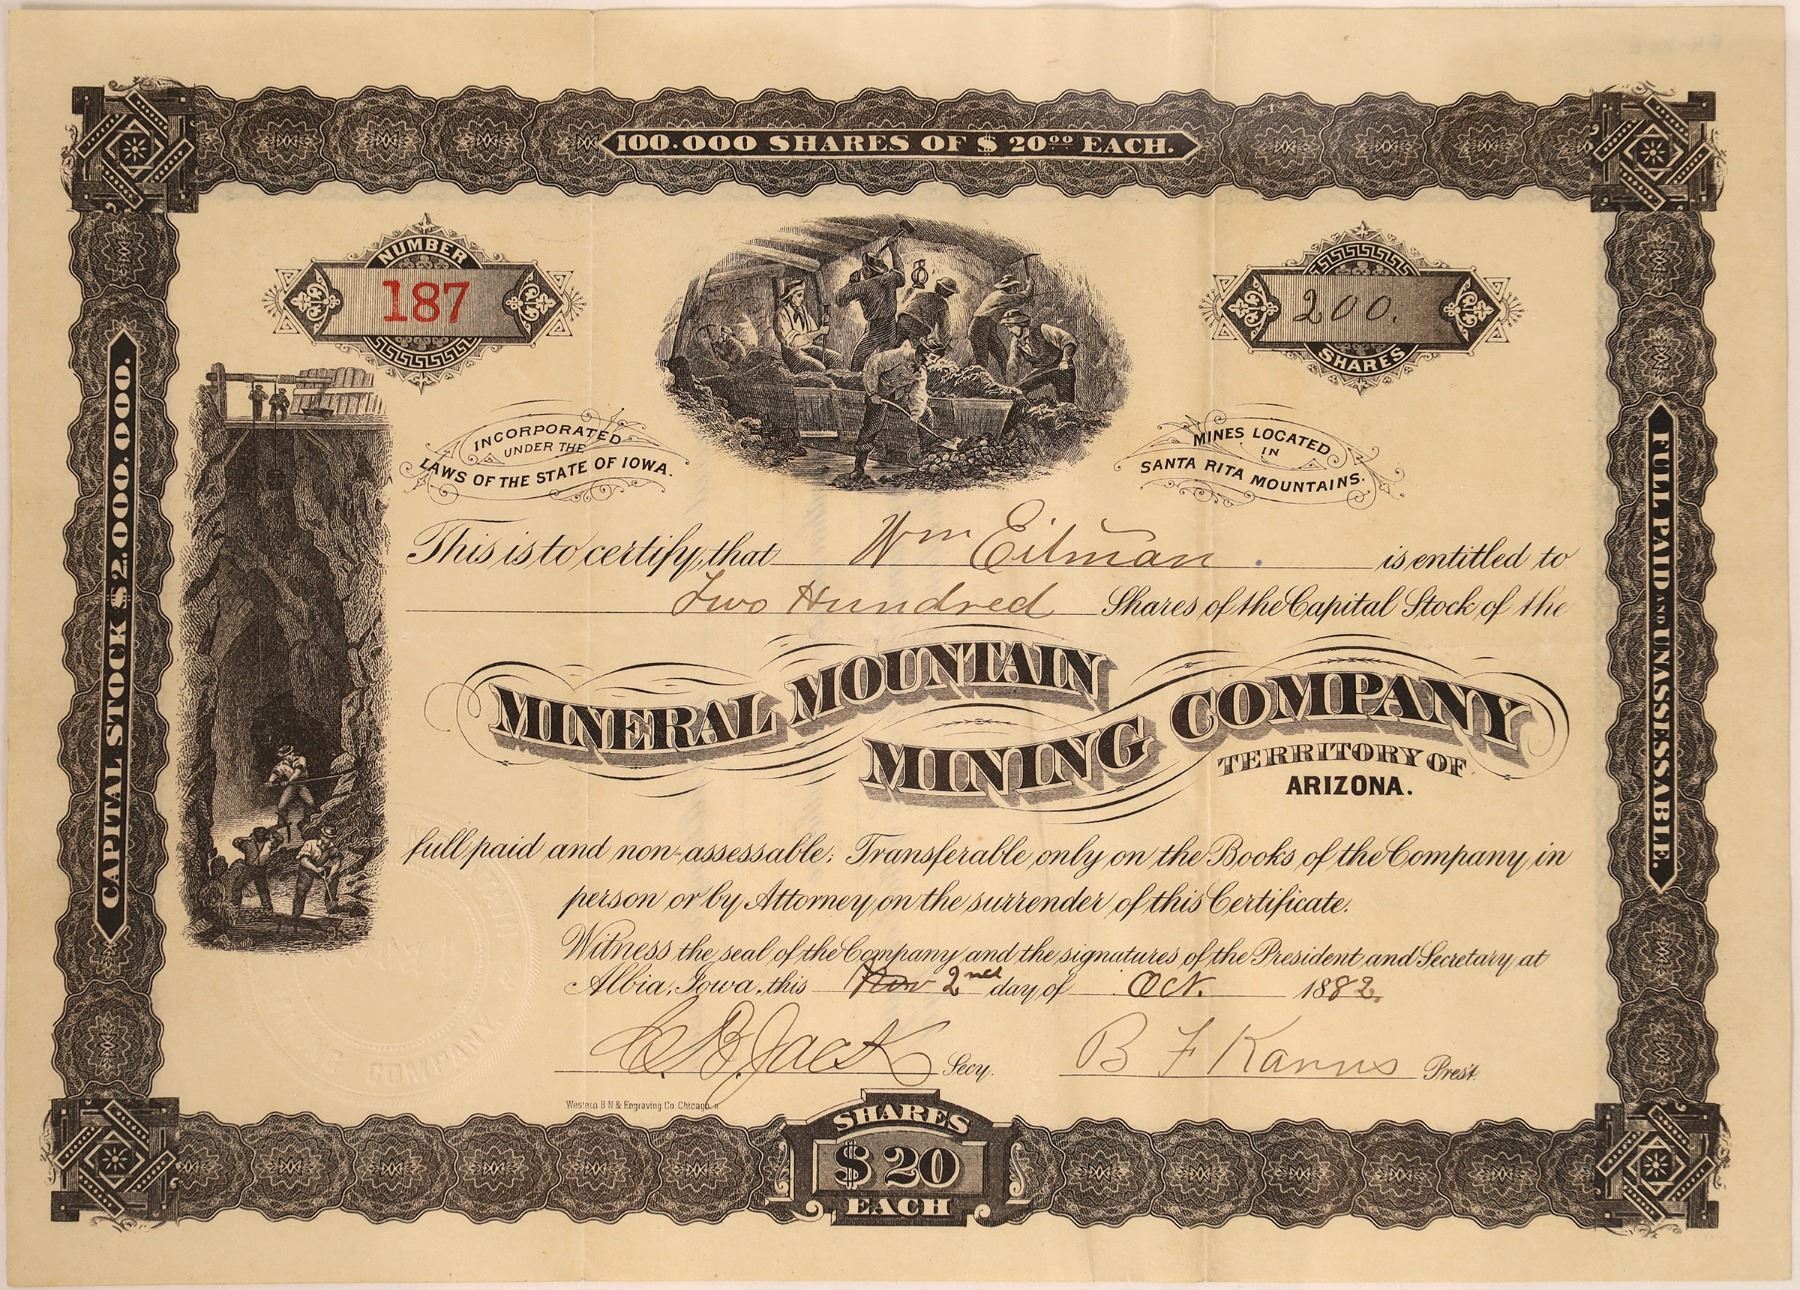 100.000 SHARES OF $ 20 00 EACH.
NUMBER
187
200.
SHARES
INCORPORATED
UNDER THE
LAWS OF THE STATE OF IOWA.
MINES LOCATED
IN
SANTA RITA MOUNTAINS.
CAPITAL STOCK $2.000.000.
FULL PAID AND UNASSESSABLE.
This is to certify, that Wm Eitman is entitled to
Two Hundred Shares of the Capital Stock of the
MINERAL MOUNTAIN
MINING COMPANY
TERRITORY OF
ARIZONA.
full paid and non-assessable; Transferable only on the Books of the Company, in
person or by Attorney, on the surrender of this Certificate.
Witness the seal of the Company and the signatures of the President and Secretary at
Albia, Iowa, this Nov 2nd day of Oct. 1882.
Jack Secy. B F Prest.
Western B N & Engraving Co. Chicago
COMPANY
SHARES
$20
EACH